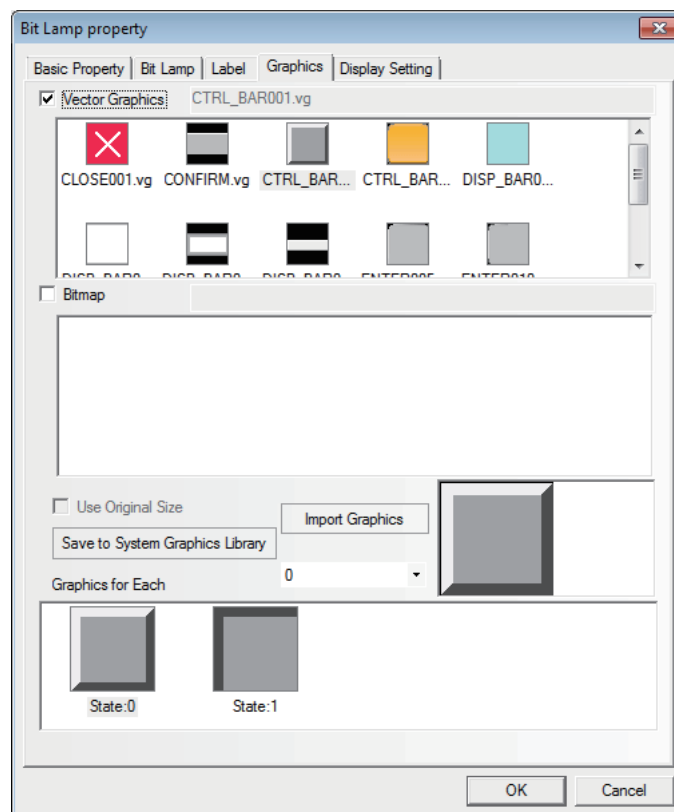 Bit Lamp property
Basic Property Bit Lamp Label Graphics Display Setting
Vector Graphics CTRL_BAR001.vg
CLOSE001.vg CONFIRM.vg CTRL_BAR... CTRL_BAR... DISP_BAR0...
Bitmap
Use Original Size
Import Graphics
Save to System Graphics Library
0
Graphics for Each
State:0 State:1
OK Cancel